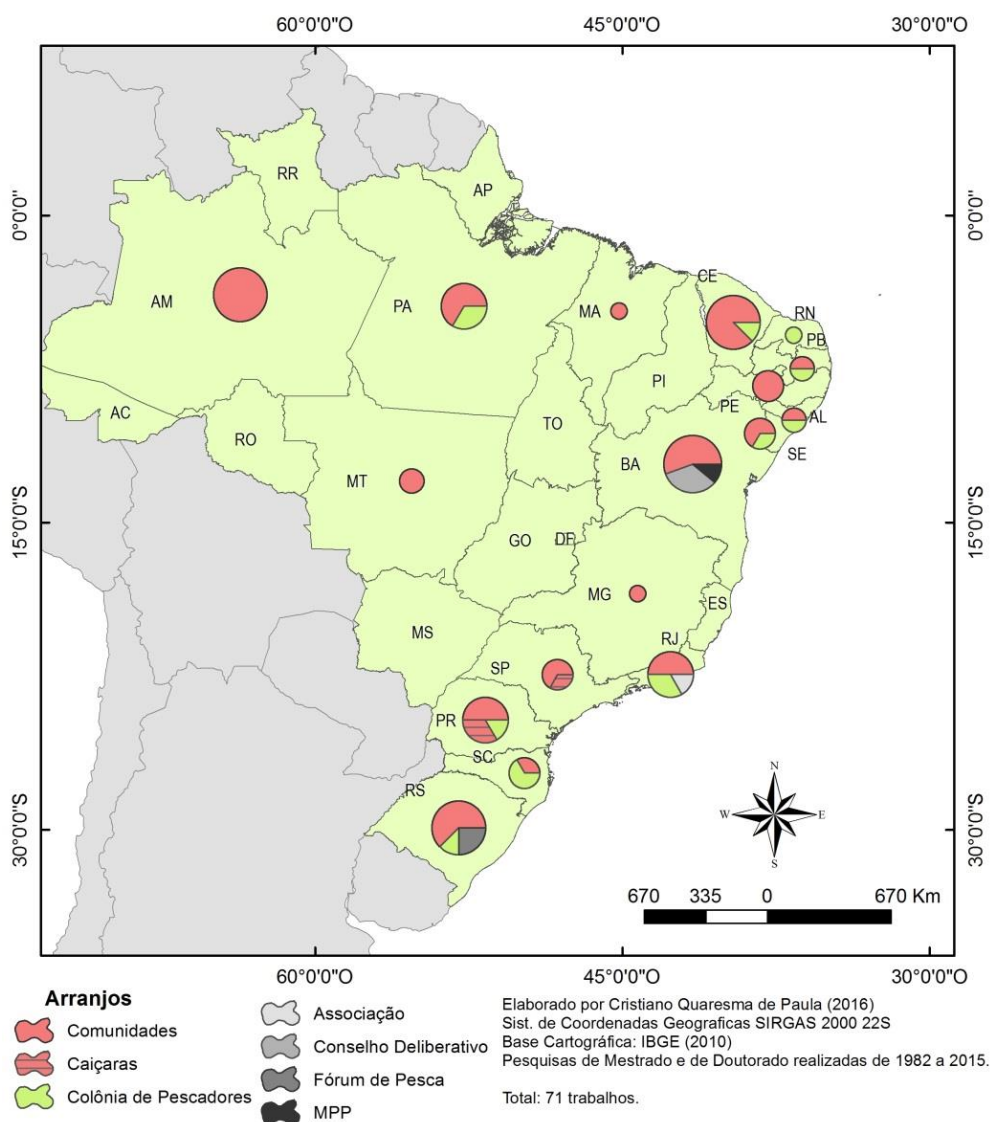 60°0'0"O 45°0'0"O 30°0'0"O
0°0'0"
15°0'0"S
30°0'0"S
0°0'0"
15°0'0"S
30°0'0"S
RR
AP
AM
PA
MA
CE
RN
PB
PI
PE
AL
AC
RO
TO
SE
BA
MT
GO
DF
MG
ES
MS
RJ
SP
PR
SC
RS
N
W
E
S
670 335 0 670 Km
60°0'0"O 45°0'0"O 30°0'0"O
Arranjos
Comunidades
Caiçaras
Colônia de Pescadores
Associação
Conselho Deliberativo
Fórum de Pesca
MPP
Elaborado por Cristiano Quaresma de Paula (2016)
Sist. de Coordenadas Geograficas SIRGAS 2000 22S
Base Cartográfica: IBGE (2010)
Pesquisas de Mestrado e de Doutorado realizadas de 1982 a 2015.
Total: 71 trabalhos.